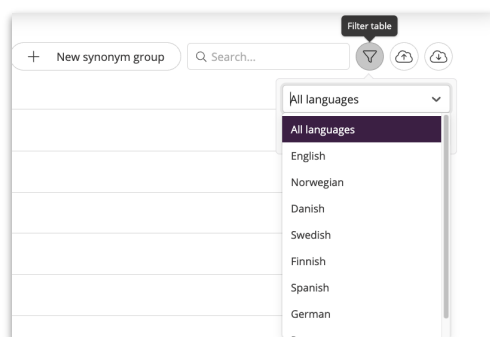 Filter table
+ New synonym group
Search...
All languages
All languages
English
Norwegian
Danish
Swedish
Finnish
Spanish
German